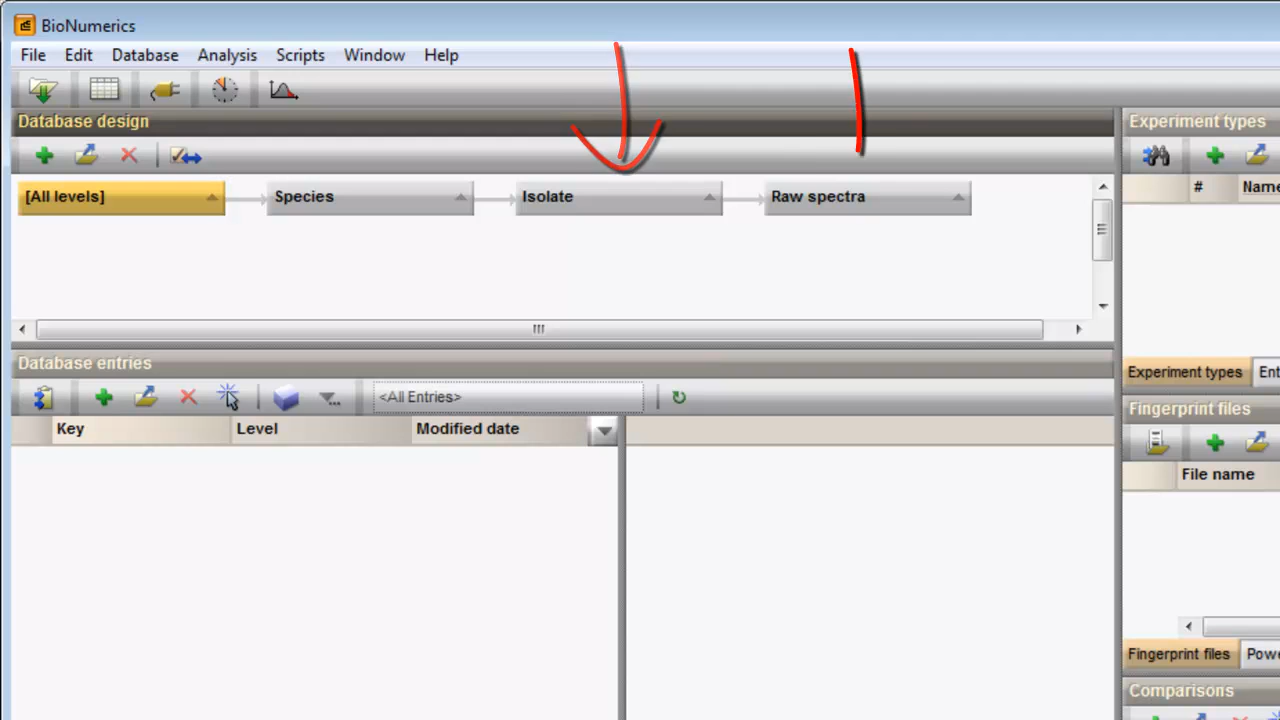 BioNumerics
File Edit Database Analysis Scripts Window Help
Database design
[All levels] Species Isolate Raw spectra
Database entries
<All Entries>
Key Level Modified date
Experiment types
# Name
Experiment types Ent
Fingerprint files
File name
Fingerprint files Powe
Comparisons